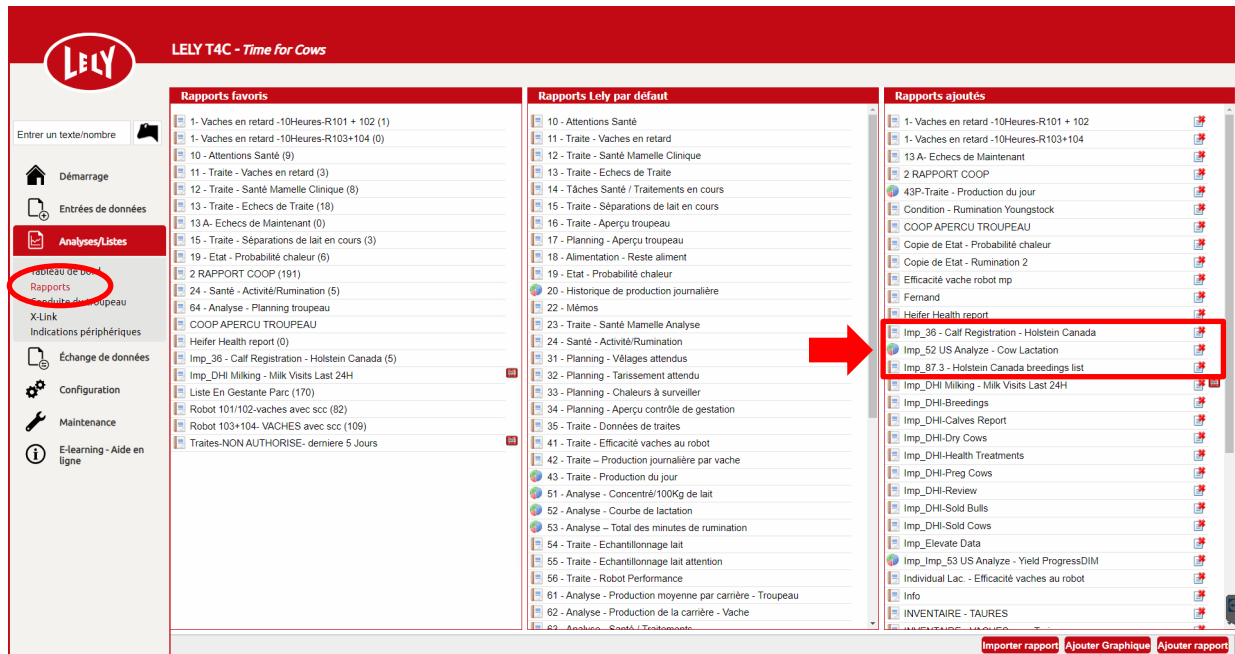 LELY
LELY T4C - Time for Cows
Entrer un texte/nombre
Démarrage
Entrées de données
Analyses/Listes
Tableau de bord
Rapports
Conduite du troupeau
X-Link
Indications périphériques
Échange de données
Configuration
Maintenance
E-learning - Aide en
ligne
Rapports favoris
1- Vaches en retard -10Heures-R101 + 102 (1)
1- Vaches en retard -10Heures-R103+104 (0)
10 - Attentions Santé (9)
11 - Traite - Vaches en retard (3)
12 - Traite - Santé Mamelle Clinique (8)
13 - Traite - Echecs de Traite (18)
13 A- Echecs de Maintenant (0)
15 - Traite - Séparations de lait en cours (3)
19 - Etat - Probabilité chaleur (6)
2 RAPPORT COOP (191)
24 - Santé - Activité/Rumination (5)
64 - Analyse - Planning troupeau
COOP APERCU TROUPEAU
Heifer Health report (0)
Imp_36 - Calf Registration - Holstein Canada (5)
Imp_DHI Milking - Milk Visits Last 24H
Liste En Gestante Parc (170)
Robot 101/102-vaches avec scc (82)
Robot 103+104- VACHES avec scc (109)
Traites-NON AUTHORISE- derniere 5 Jours
Rapports Lely par défaut
10 - Attentions Santé
11 - Traite - Vaches en retard
12 - Traite - Santé Mamelle Clinique
13 - Traite - Echecs de Traite
14 - Tâches Santé / Traitements en cours
15 - Traite - Séparations de lait en cours
16 - Traite - Aperçu troupeau
17 - Planning - Aperçu troupeau
18 - Alimentation - Reste aliment
19 - Etat - Probabilité chaleur
20 - Historique de production journalière
22 - Mémos
23 - Traite - Santé Mamelle Analyse
24 - Santé - Activité/Rumination
31 - Planning - Vêlages attendus
32 - Planning - Tarissement attendu
33 - Planning - Chaleurs à surveiller
34 - Planning - Aperçu contrôle de gestation
35 - Traite - Données de traites
41 - Traite - Efficacité vaches au robot
42 - Traite – Production journalière par vache
43 - Traite - Production du jour
51 - Analyse - Concentré/100Kg de lait
52 - Analyse - Courbe de lactation
53 - Analyse – Total des minutes de rumination
54 - Traite - Echantillonnage lait
55 - Traite - Echantillonnage lait attention
56 - Traite - Robot Performance
61 - Analyse - Production moyenne par carrière - Troupeau
62 - Analyse - Production de la carrière - Vache
63 - Analyse - Santé / Traitements
Rapports ajoutés
1- Vaches en retard -10Heures-R101 + 102
1- Vaches en retard -10Heures-R103+104
13 A- Echecs de Maintenant
2 RAPPORT COOP
43P-Traite - Production du jour
Condition - Rumination Youngstock
COOP APERCU TROUPEAU
Copie de Etat - Probabilité chaleur
Copie de Etat - Rumination 2
Efficacité vache robot mp
Fernand
Heifer Health report
Imp_36 - Calf Registration - Holstein Canada
Imp_52 US Analyze - Cow Lactation
Imp_87.3 - Holstein Canada breedings list
Imp_DHI Milking - Milk Visits Last 24H
Imp_DHI-Breedings
Imp_DHI-Calves Report
Imp_DHI-Dry Cows
Imp_DHI-Health Treatments
Imp_DHI-Preg Cows
Imp_DHI-Review
Imp_DHI-Sold Bulls
Imp_DHI-Sold Cows
Imp_Elevate Data
Imp_Imp_53 US Analyze - Yield ProgressDIM
Individual Lac. - Efficacité vaches au robot
Info
INVENTAIRE - TAURES
Importer rapport
Ajouter Graphique
Ajouter rapport